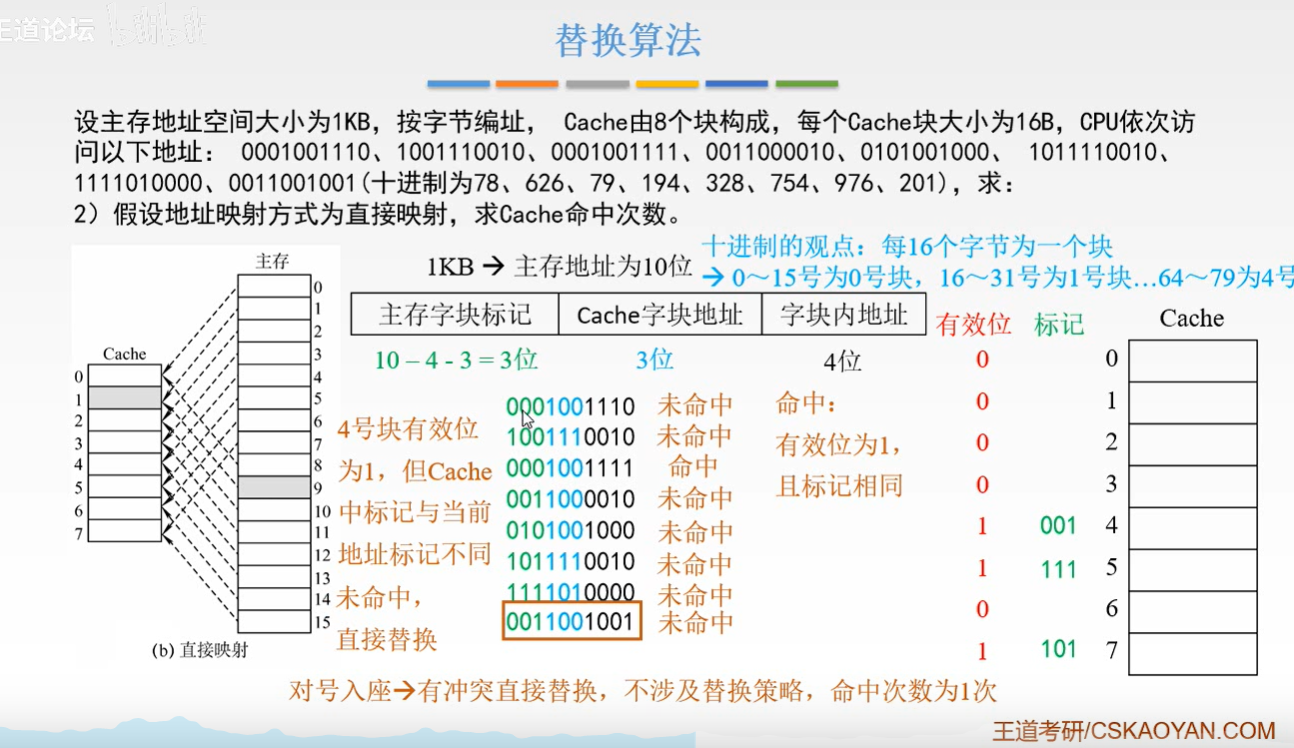 王道论坛
替换算法
设主存地址空间大小为1KB，按字节编址， Cache由8个块构成，每个Cache块大小为16B，CPU依次访
问以下地址： 0001001110、1001110010、0001001111、0011000010、0101001000、 1011110010、
1111010000、0011001001(十进制为78、626、79、194、328、754、976、201)，求：
2）假设地址映射方式为直接映射，求Cache命中次数。
十进制的观点：每16个字节为一个块
1KB → 主存地址为10位
→ 0～15号为0号块，16～31号为1号块…64～79为4号
主存字块标记 Cache字块地址 字块内地址
10 – 4 - 3 = 3位 3位 4位
有效位 标记 Cache
主存
0
1
2
3
4
5
6
7
8
9
10
11
12
13
14
15
Cache
0
1
2
3
4
5
6
7
(b) 直接映射
4号块有效位
为1，但Cache
中标记与当前
地址标记不同
未命中，
直接替换
0001001110 未命中
1001110010 未命中
0001001111 命中
0011000010 未命中
0101001000 未命中
1011110010 未命中
1111010000 未命中
0011001001 未命中
命中：
有效位为1，
且标记相同
0 0
0 1
0 2
0 3
1 001 4
1 111 5
0 6
1 101 7
对号入座→有冲突直接替换，不涉及替换策略，命中次数为1次
王道考研/CSKAOYAN.COM